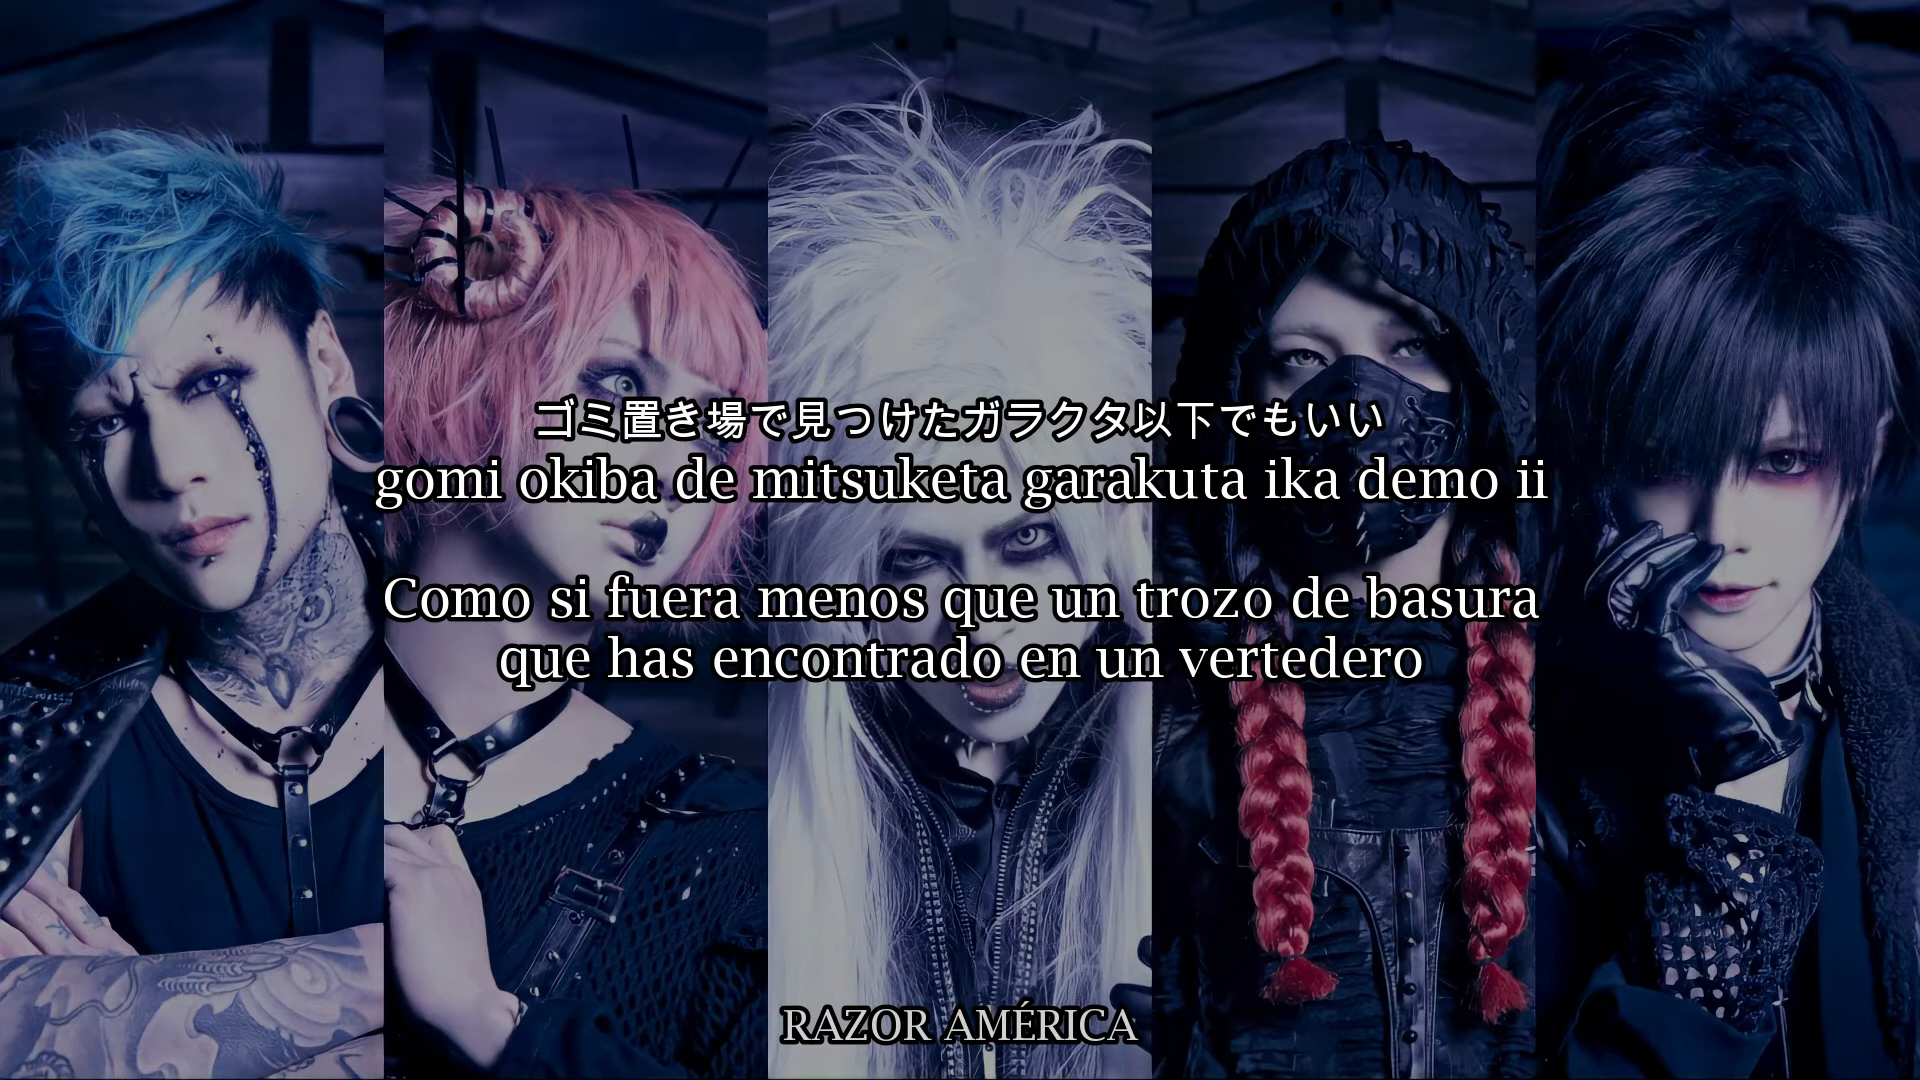 ゴミ置き場で見つけたガラクタ以下でもいい
gomi okiba de mitsuketa garakuta ika demo ii
Como si fuera menos que un trozo de basura
que has encontrado en un vertedero
RAZOR AMÉRICA